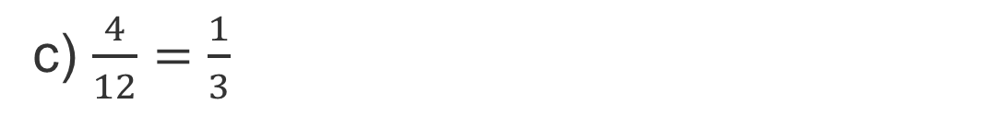 c) 4/12 = 1/3